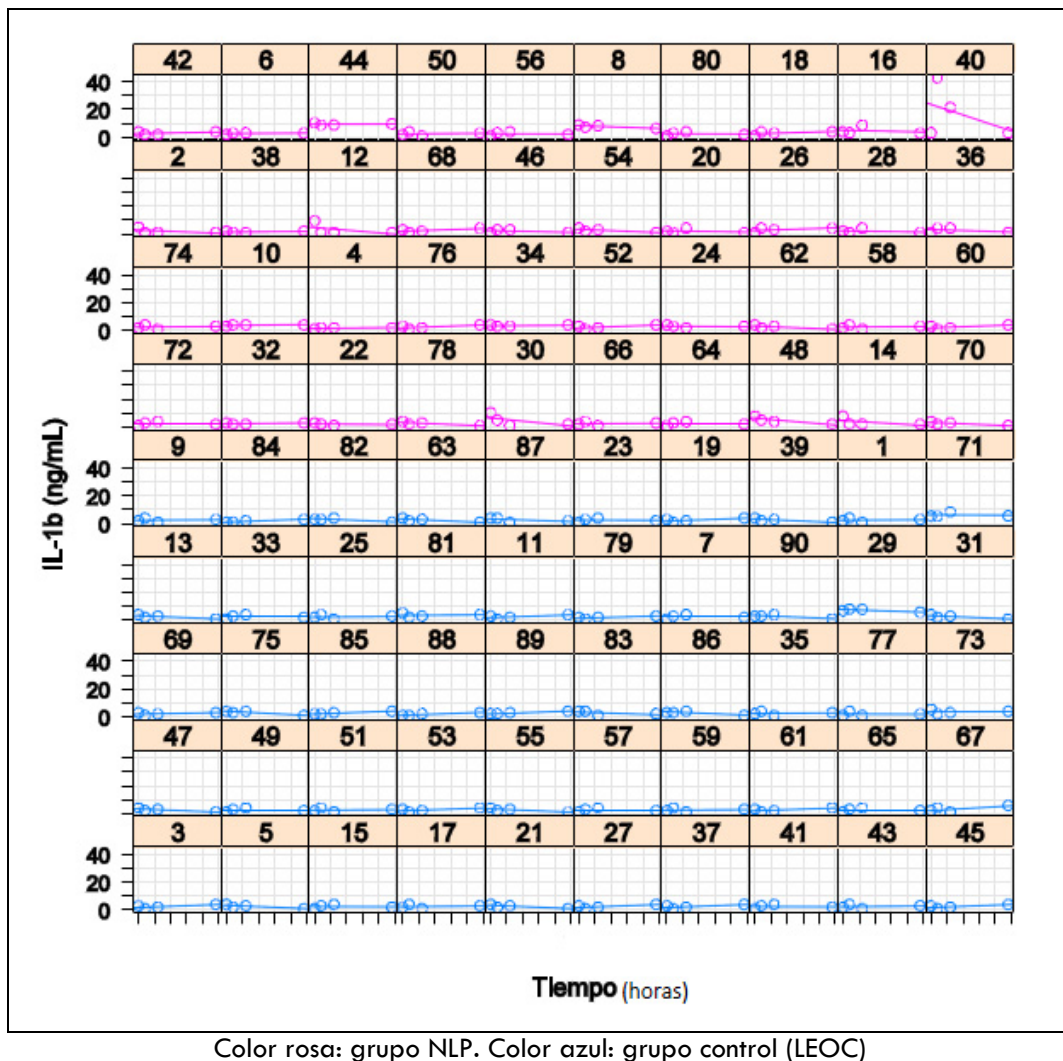 42 6 44 50 56 8 80 18 16 40
40
20
0
2 38 12 68 46 54 20 26 28 36
74 10 4 76 34 52 24 62 58 60
40
20
0
72 32 22 78 30 66 64 48 14 70
9 84 82 63 87 23 19 39 1 71
40
20
0
13 33 25 81 11 79 7 90 29 31
69 75 85 88 89 83 86 35 77 73
40
20
0
47 49 51 53 55 57 59 61 65 67
3 5 15 17 21 27 37 41 43 45
40
20
0
IL-1b (ng/mL)
Tiempo (horas)
Color rosa: grupo NLP. Color azul: grupo control (LEOC)